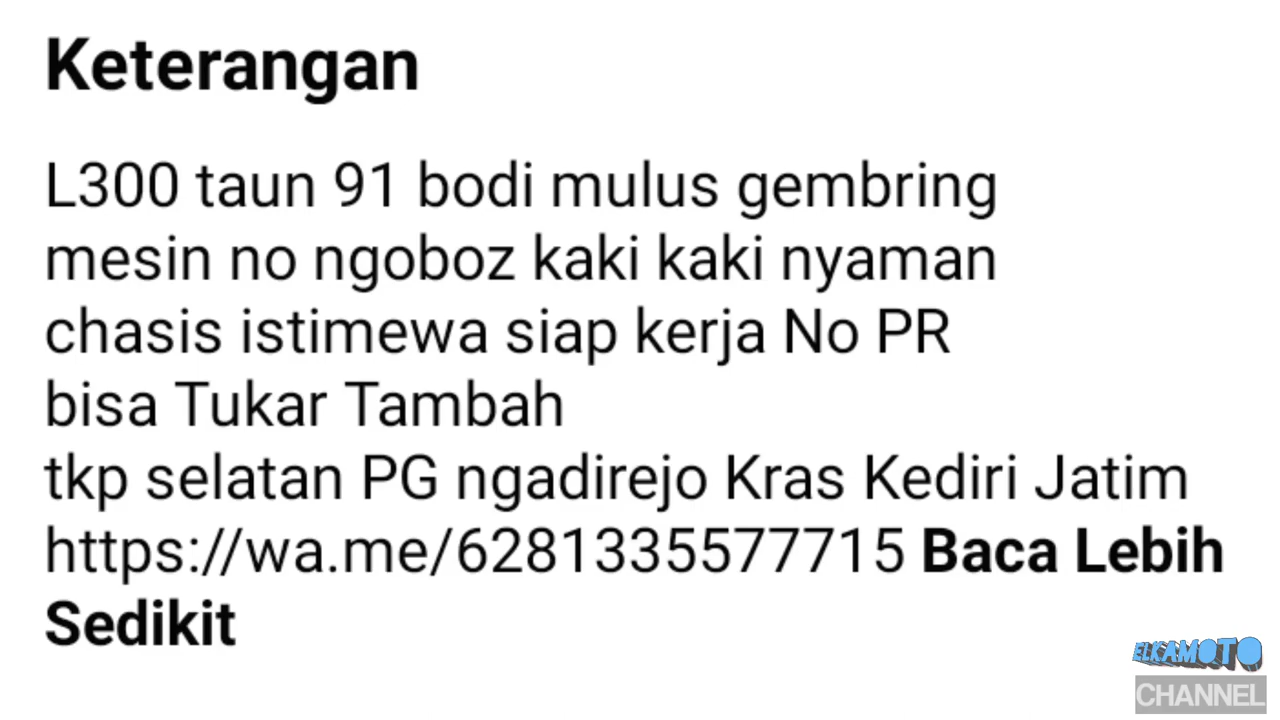 Keterangan
L300 taun 91 bodi mulus gembring
mesin no ngoboz kaki kaki nyaman
chasis istimewa siap kerja No PR
bisa Tukar Tambah
tkp selatan PG ngadirejo Kras Kediri Jatim
https://wa.me/6281335577715 Baca Lebih
Sedikit
ELKAMOTO
CHANNEL